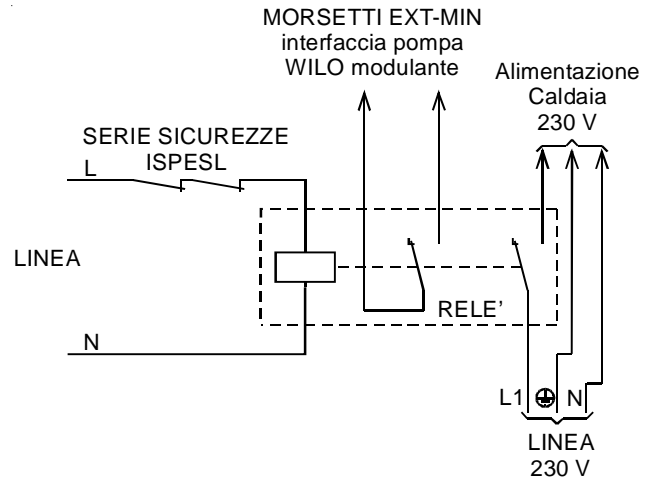 MORSETTI EXT-MIN
interfaccia pompa
WILO modulante
Alimentazione
Caldaia
230 V
SERIE SICUREZZE
ISPESL
L
LINEA
RELE’
N
L1 N
LINEA
230 V